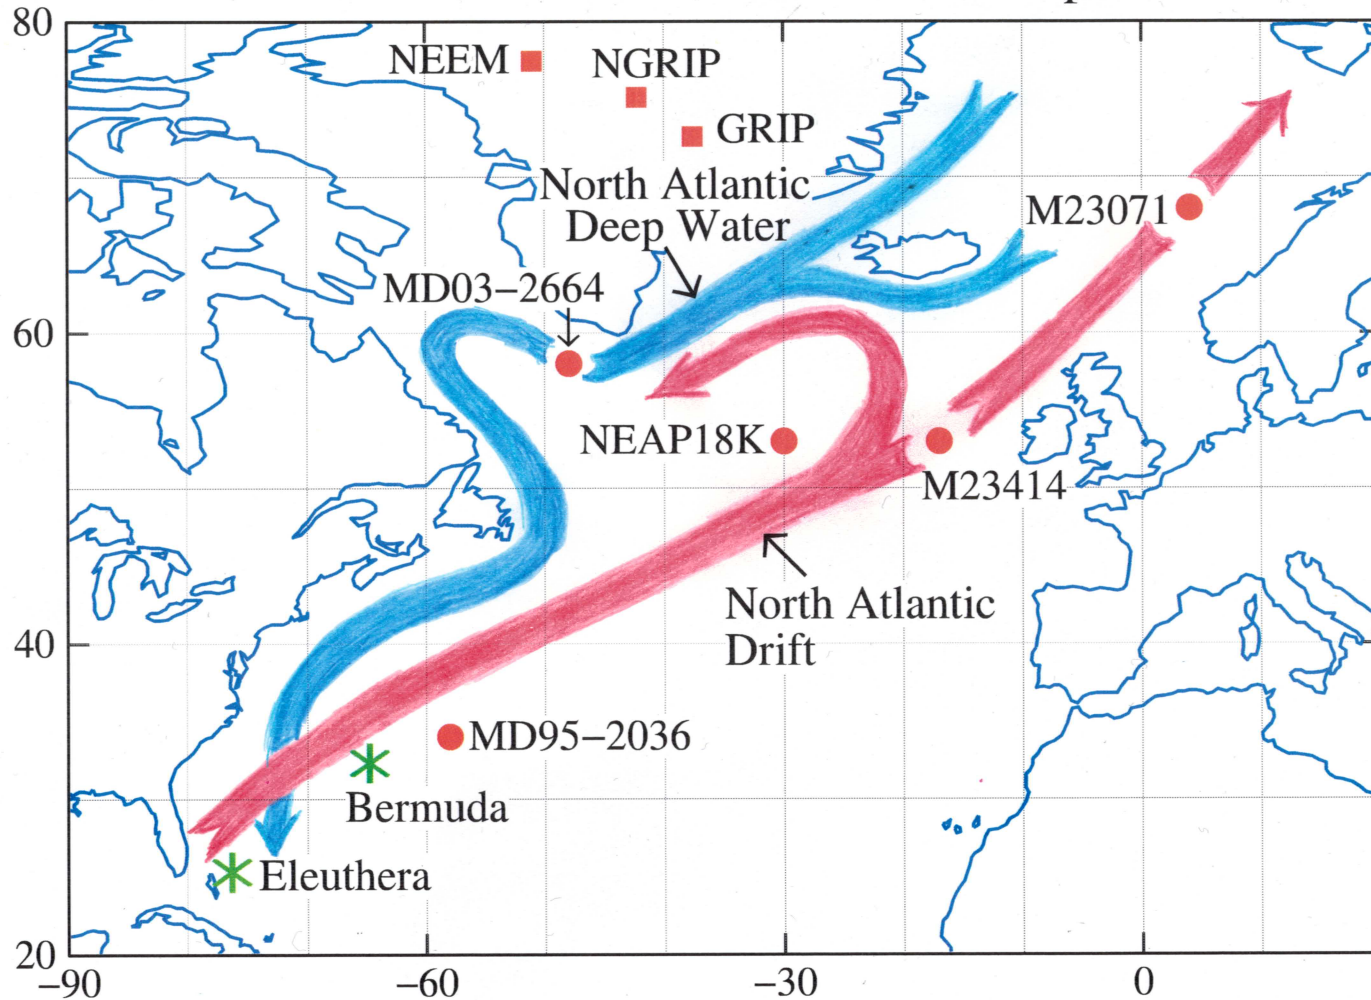 80
NEEM
NGRIP
GRIP
North Atlantic
Deep Water
M23071
MD03−2664
60
NEAP18K
M23414
North Atlantic
Drift
40
MD95−2036
Bermuda
Eleuthera
20
−90
−60
−30
0